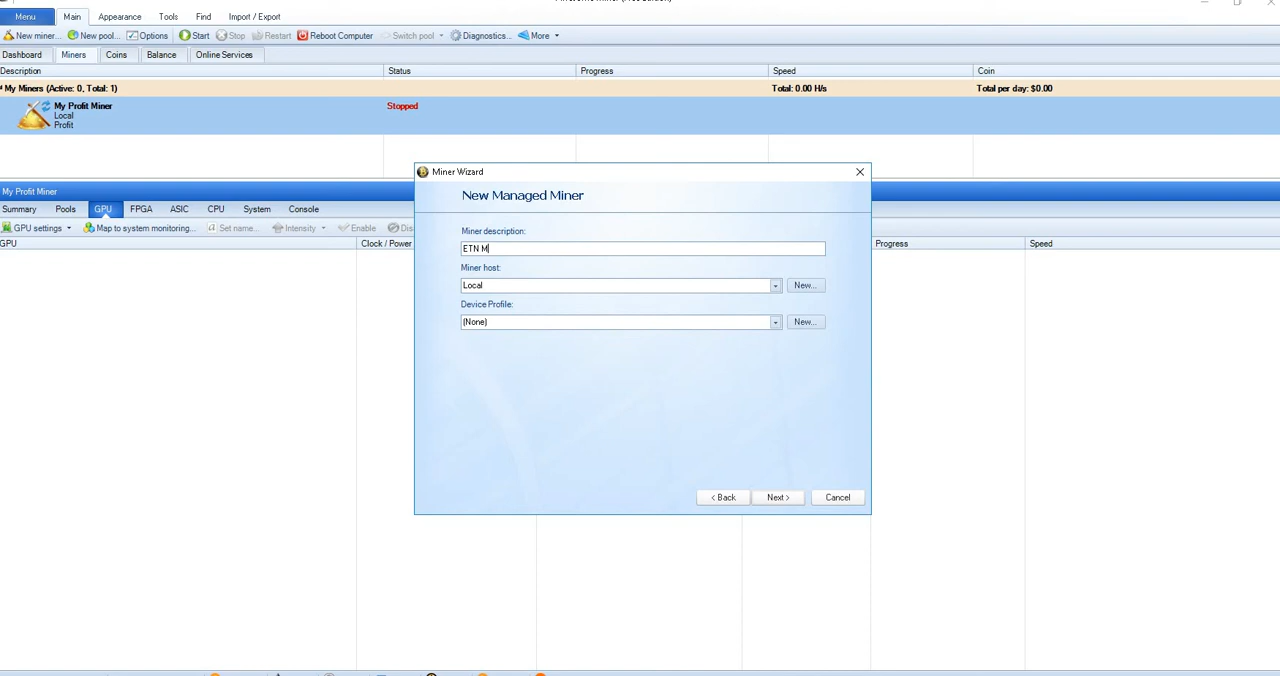 Menu Main Appearance Tools Find Import / Export
New miner... New pool... Options Start Stop Restart Reboot Computer Switch pool Diagnostics... More
Dashboard Miners Coins Balance Online Services
Description Status Progress Speed Coin
My Miners (Active: 0, Total: 1) Total: 0.00 H/s Total per day: $0.00
My Profit Miner Stopped
Local
Profit
My Profit Miner
Summary Pools GPU FPGA ASIC CPU System Console
GPU settings Map to system monitoring... Set name... Intensity Enable
GPU Clock / Power Progress Speed
Miner Wizard
New Managed Miner
Miner description:
ETN M
Miner host:
Local New...
Device Profile:
(None) New...
< Back Next > Cancel